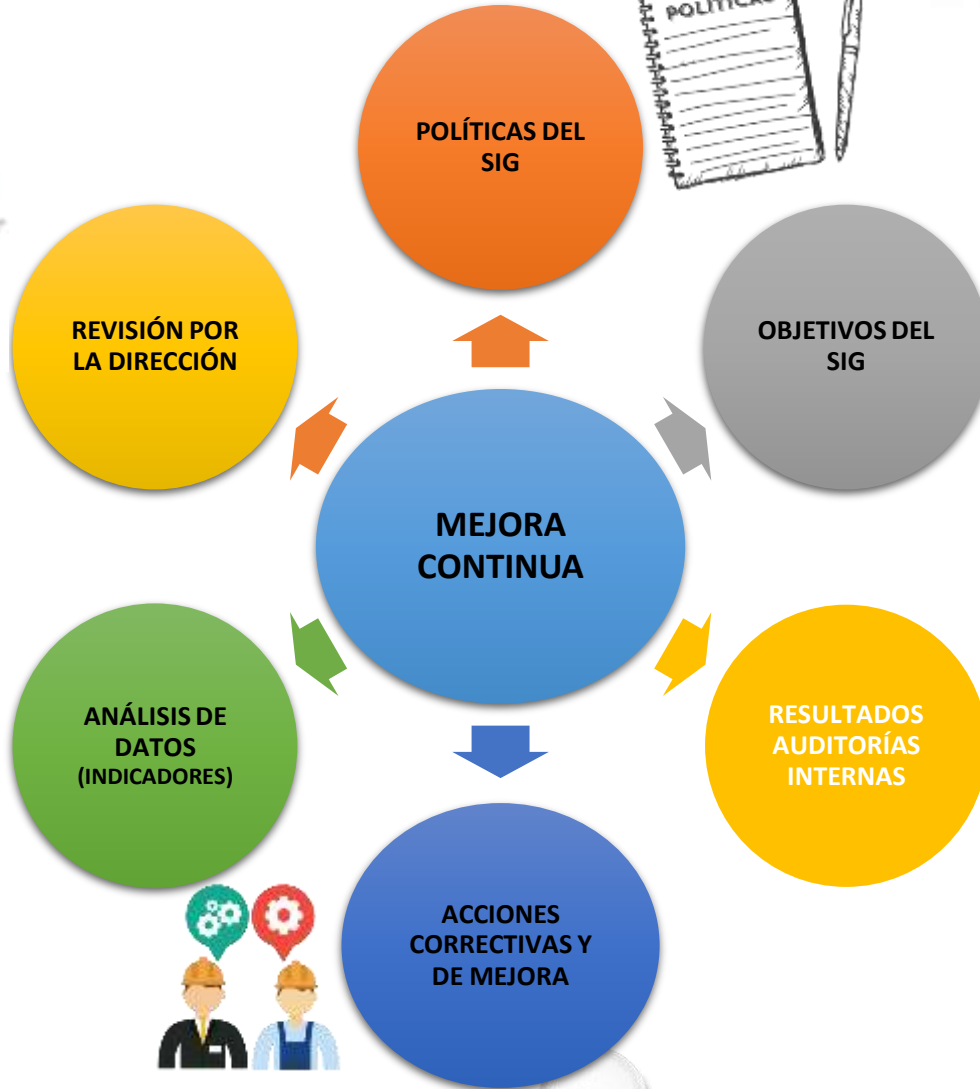 POLÍTICAS
POLÍTICAS DEL
SIG
REVISIÓN POR
LA DIRECCIÓN
OBJETIVOS DEL
SIG
MEJORA
CONTINUA
ANÁLISIS DE
DATOS
(INDICADORES)
RESULTADOS
AUDITORÍAS
INTERNAS
ACCIONES
CORRECTIVAS Y
DE MEJORA